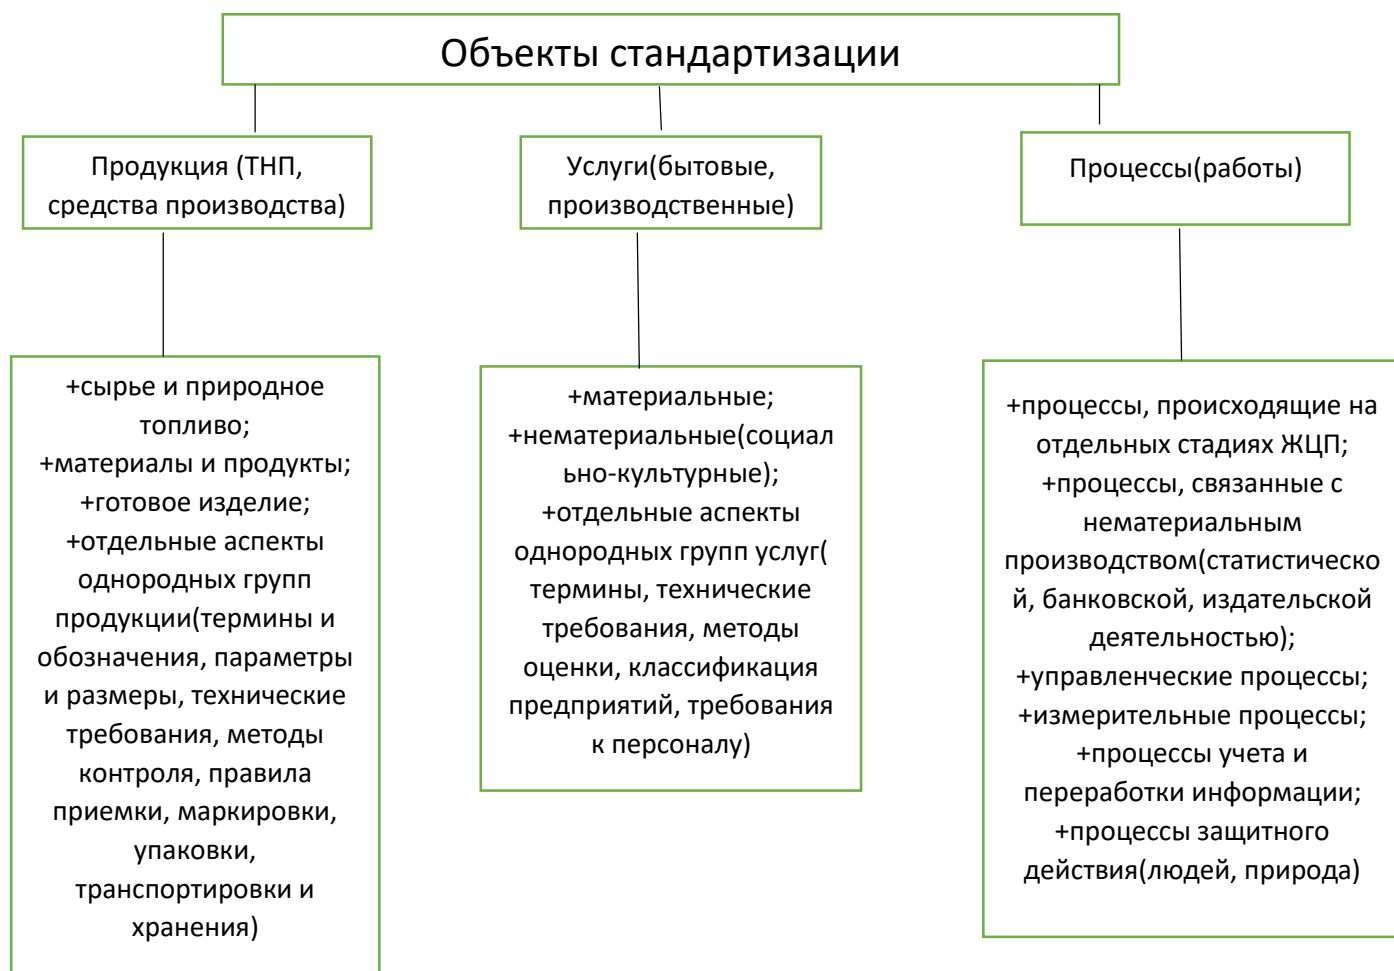 Объекты стандартизации
Продукция (ТНП,
средства производства)
Услуги(бытовые,
производственные)
Процессы(работы)
+сырье и природное
топливо;
+материалы и продукты;
+готовое изделие;
+отдельные аспекты
однородных групп
продукции(термины и
обозначения, параметры
и размеры, технические
требования, методы
контроля, правила
приемки, маркировки,
упаковки,
транспортировки и
хранения)
+материальные;
+нематериальные(социал
ьно-культурные);
+отдельные аспекты
однородных групп услуг(
термины, технические
требования, методы
оценки, классификация
предприятий, требования
к персоналу)
+процессы, происходящие на
отдельных стадиях ЖЦП;
+процессы, связанные с
нематериальным
производством(статистическо
й, банковской, издательской
деятельностью);
+управленческие процессы;
+измерительные процессы;
+процессы учета и
переработки информации;
+процессы защитного
действия(людей, природа)